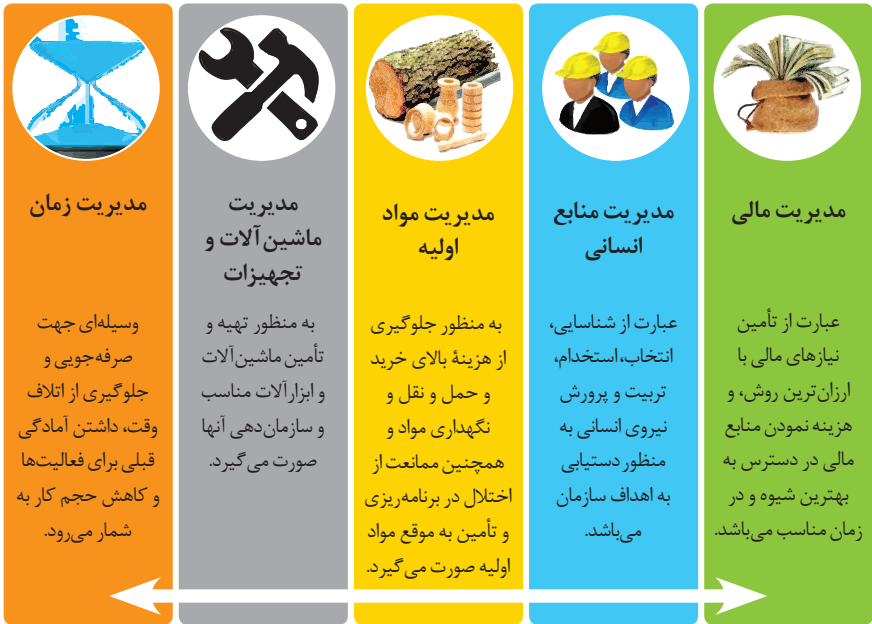 مدیریت مالی
عبارت از تأمین
نیازهای مالی با
ارزان‌ترین روش، و
هزینه نمودن منابع
مالی در دسترس به
بهترین شیوه و در
زمان مناسب می‌باشد.
مدیریت منابع
انسانی
عبارت از شناسایی،
انتخاب، استخدام،
تربیت و پرورش
نیروی انسانی به
منظور دستیابی
به اهداف سازمان
می‌باشد.
مدیریت مواد
اولیه
به منظور جلوگیری
از هزینهٔ بالای خرید
و حمل و نقل و
نگهداری مواد و
همچنین ممانعت از
اختلال در برنامه‌ریزی
و تأمین به موقع مواد
اولیه صورت می‌گیرد.
مدیریت
ماشین‌آلات و
تجهیزات
به منظور تهیه و
تأمین ماشین‌آلات
و ابزارآلات مناسب
و سازمان‌دهی آنها
صورت می‌گیرد.
مدیریت زمان
وسیله‌ای جهت
صرفه‌جویی و
جلوگیری از اتلاف
وقت، داشتن آمادگی
قبلی برای فعالیت‌ها
و کاهش حجم کار به
شمار می‌رود.